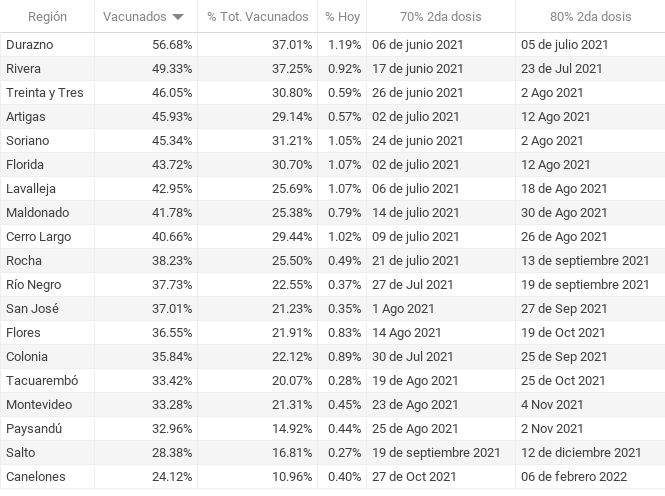 Región Vacunados % Tot. Vacunados % Hoy 70% 2da dosis 80% 2da dosis
Durazno 56.68% 37.01% 1.19% 06 de junio 2021 05 de julio 2021
Rivera 49.33% 37.25% 0.92% 17 de junio 2021 23 de Jul 2021
Treinta y Tres 46.05% 30.80% 0.59% 26 de junio 2021 2 Ago 2021
Artigas 45.93% 29.14% 0.57% 02 de julio 2021 12 Ago 2021
Soriano 45.34% 31.21% 1.05% 24 de junio 2021 2 Ago 2021
Florida 43.72% 30.70% 1.07% 02 de julio 2021 12 Ago 2021
Lavalleja 42.95% 25.69% 1.07% 06 de julio 2021 18 de Ago 2021
Maldonado 41.78% 25.38% 0.79% 14 de julio 2021 30 de Ago 2021
Cerro Largo 40.66% 29.44% 1.02% 09 de julio 2021 26 de Ago 2021
Rocha 38.23% 25.50% 0.49% 21 de julio 2021 13 de septiembre 2021
Río Negro 37.73% 22.55% 0.37% 27 de Jul 2021 19 de septiembre 2021
San José 37.01% 21.23% 0.35% 1 Ago 2021 27 de Sep 2021
Flores 36.55% 21.91% 0.83% 14 Ago 2021 19 de Oct 2021
Colonia 35.84% 22.12% 0.89% 30 de Jul 2021 25 de Sep 2021
Tacuarembó 33.42% 20.07% 0.28% 19 de Ago 2021 25 de Oct 2021
Montevideo 33.28% 21.31% 0.45% 23 de Ago 2021 4 Nov 2021
Paysandú 32.96% 14.92% 0.44% 25 de Ago 2021 2 Nov 2021
Salto 28.38% 16.81% 0.27% 19 de septiembre 2021 12 de diciembre 2021
Canelones 24.12% 10.96% 0.40% 27 de Oct 2021 06 de febrero 2022